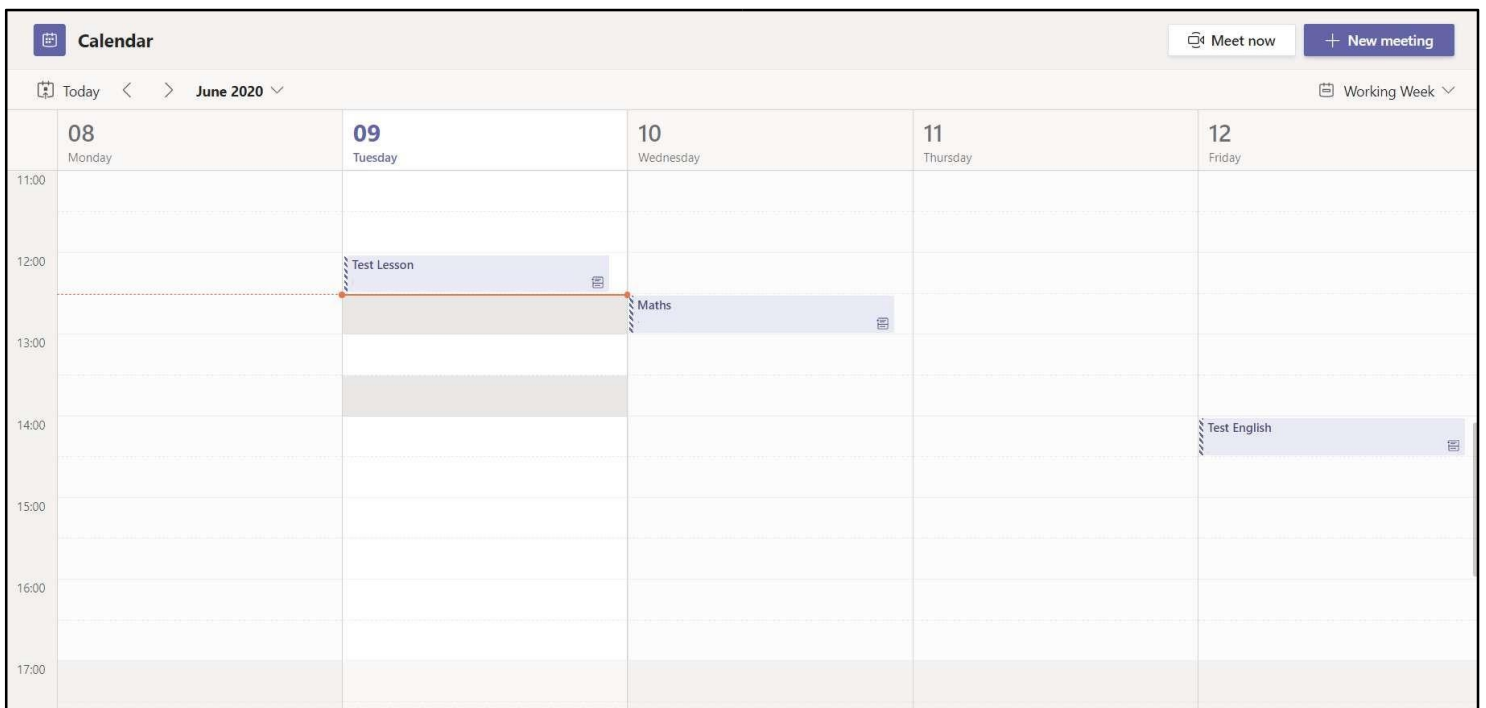 Calendar
Meet now
New meeting
Today
June 2020
Working Week
08
Monday
09
Tuesday
10
Wednesday
11
Thursday
12
Friday
11:00
12:00
Test Lesson
Maths
13:00
14:00
Test English
15:00
16:00
17:00